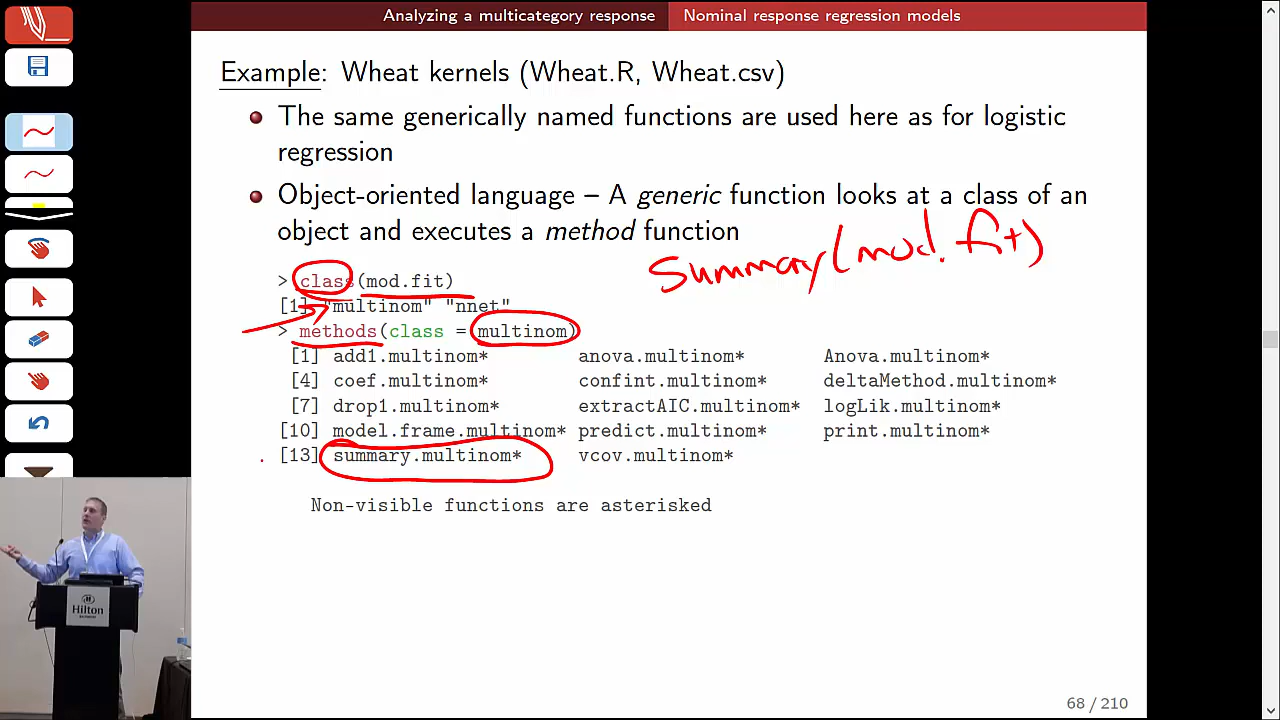 Analyzing a multicategory response Nominal response regression models
Example: Wheat kernels (Wheat.R, Wheat.csv)
The same generically named functions are used here as for logistic
regression
Object-oriented language – A generic function looks at a class of an
object and executes a method function
Summary(mod.fit)
> class(mod.fit)
[1] "multinom" "nnet"
> methods(class = multinom)
[1] add1.multinom* anova.multinom* Anova.multinom*
[4] coef.multinom* confint.multinom* deltaMethod.multinom*
[7] drop1.multinom* extractAIC.multinom* logLik.multinom*
[10] model.frame.multinom* predict.multinom* print.multinom*
[13] summary.multinom* vcov.multinom*
Non-visible functions are asterisked
Hilton
68 / 210